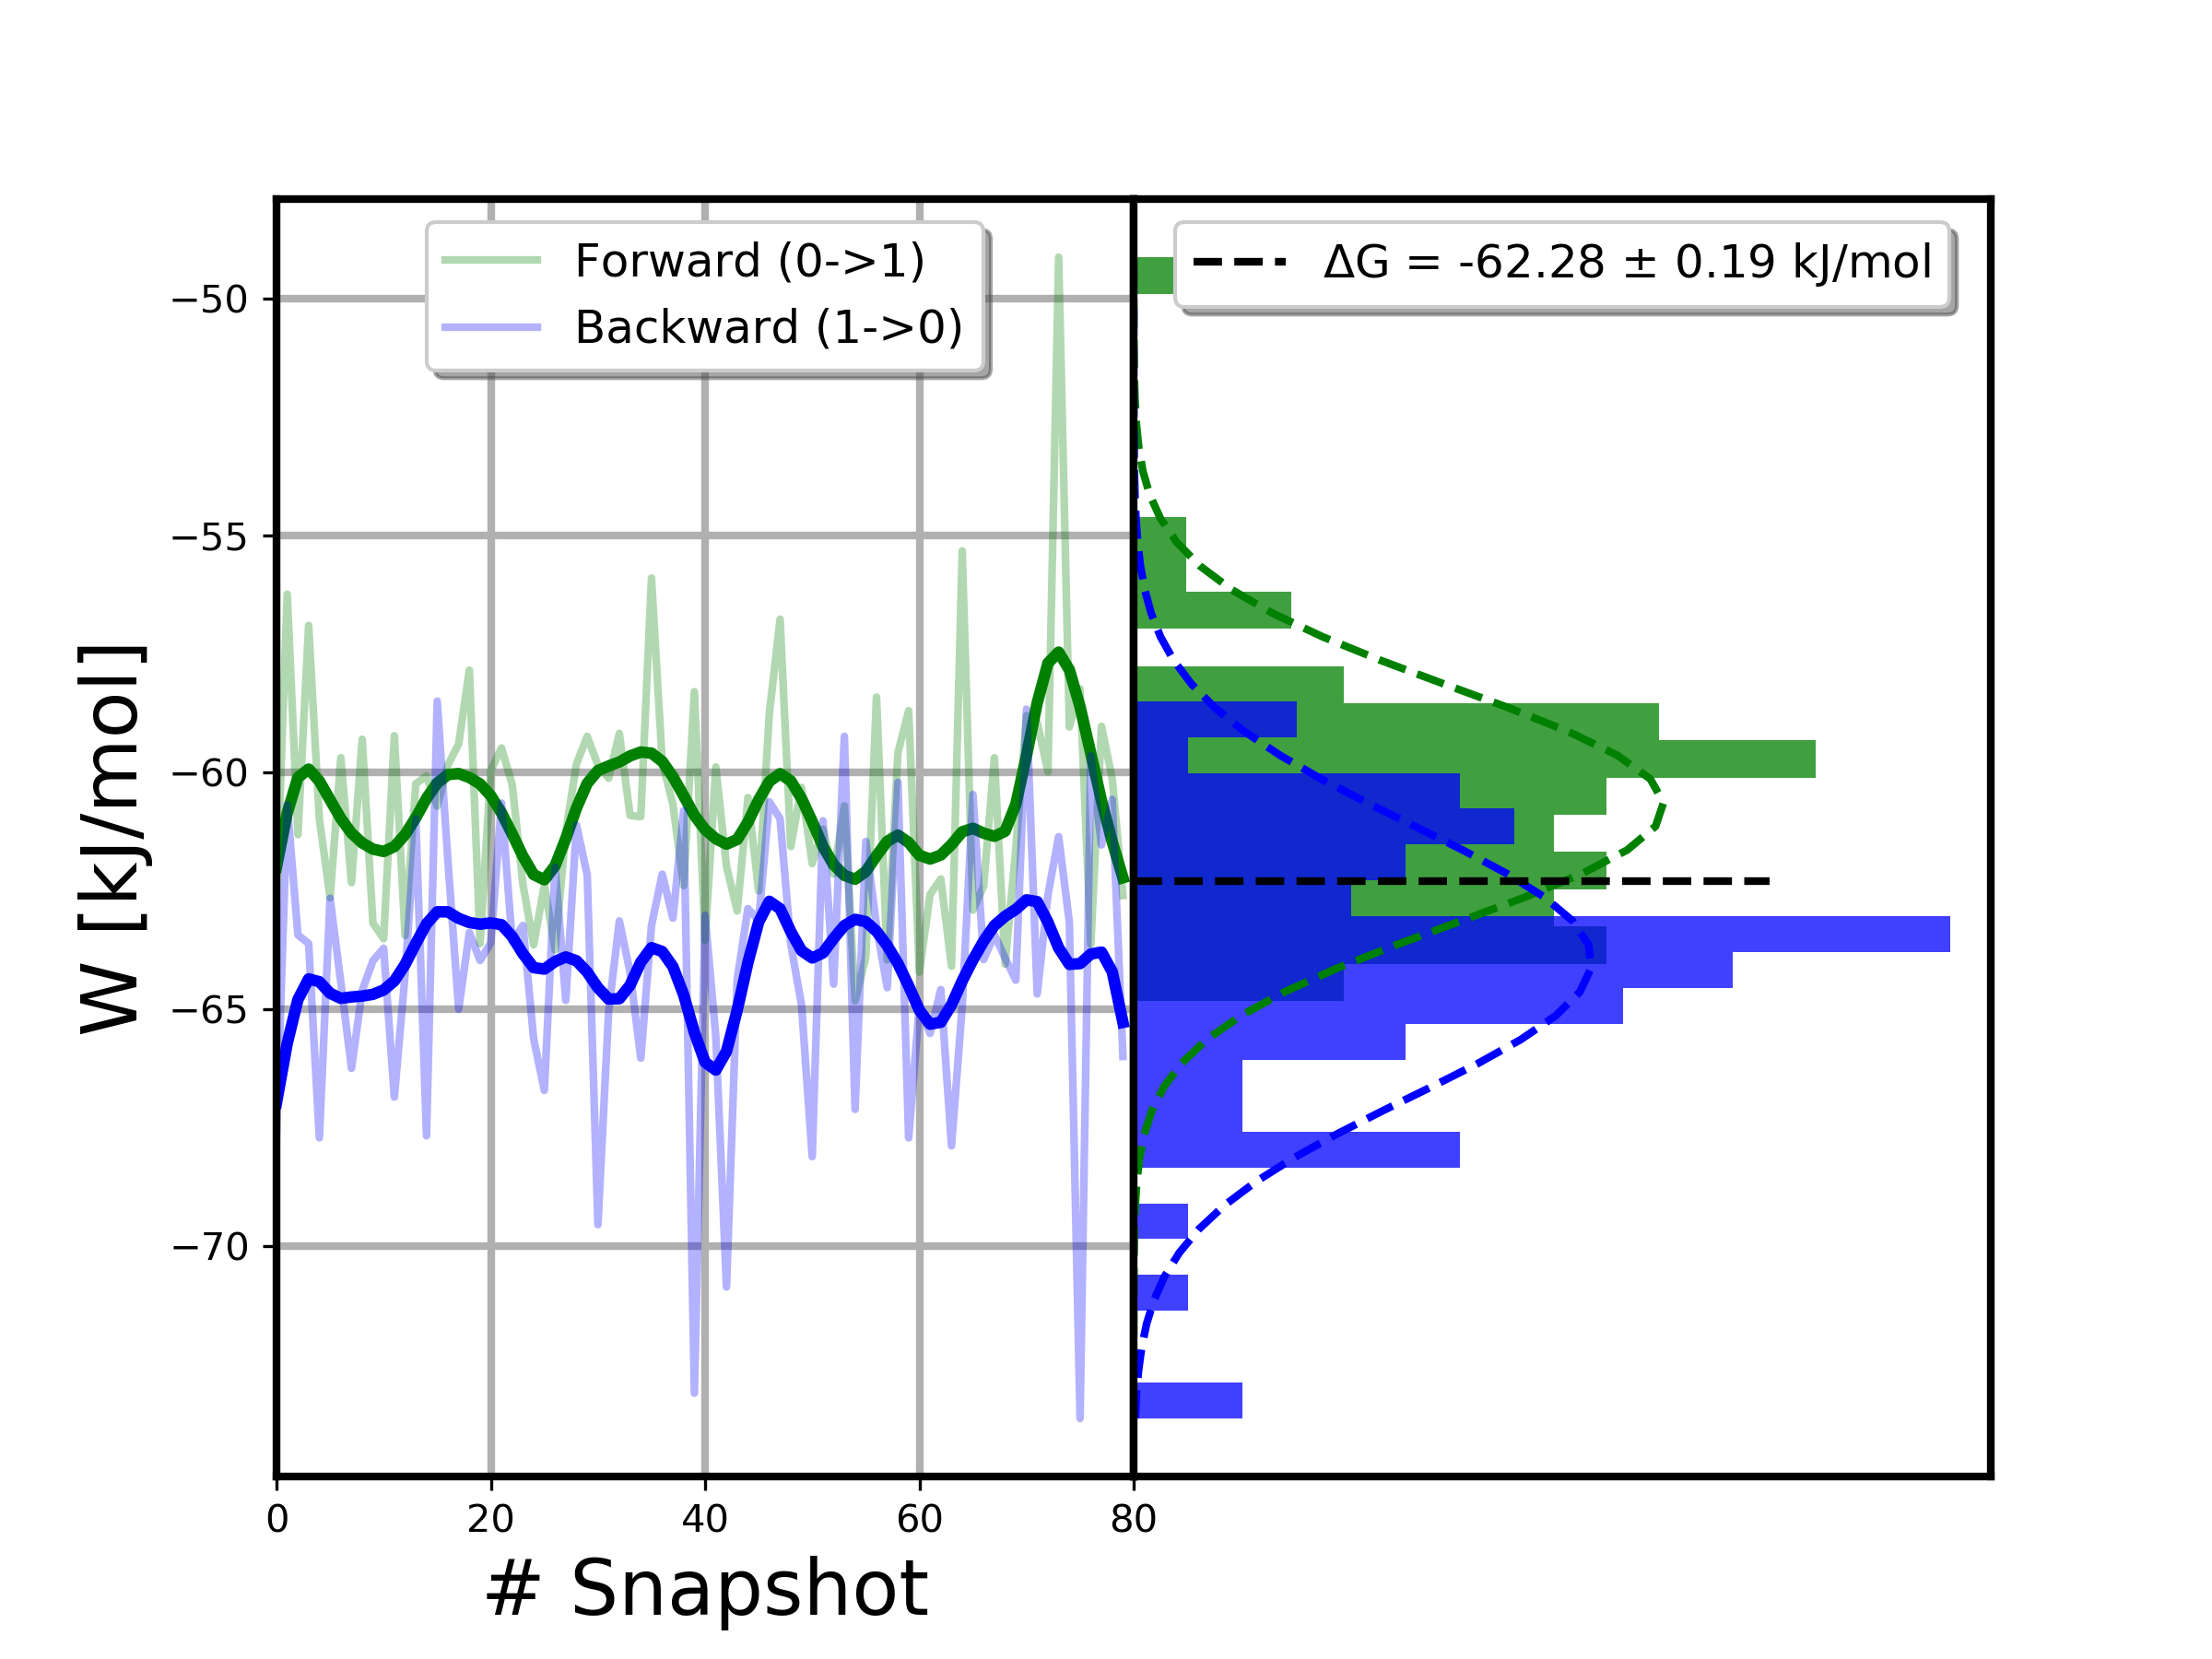 Forward (0->1)
Backward (1->0)
ΔG = -62.28 ± 0.19 kJ/mol
−50
−55
−60
−65
−70
W [kJ/mol]
0 20 40 60 80
# Snapshot